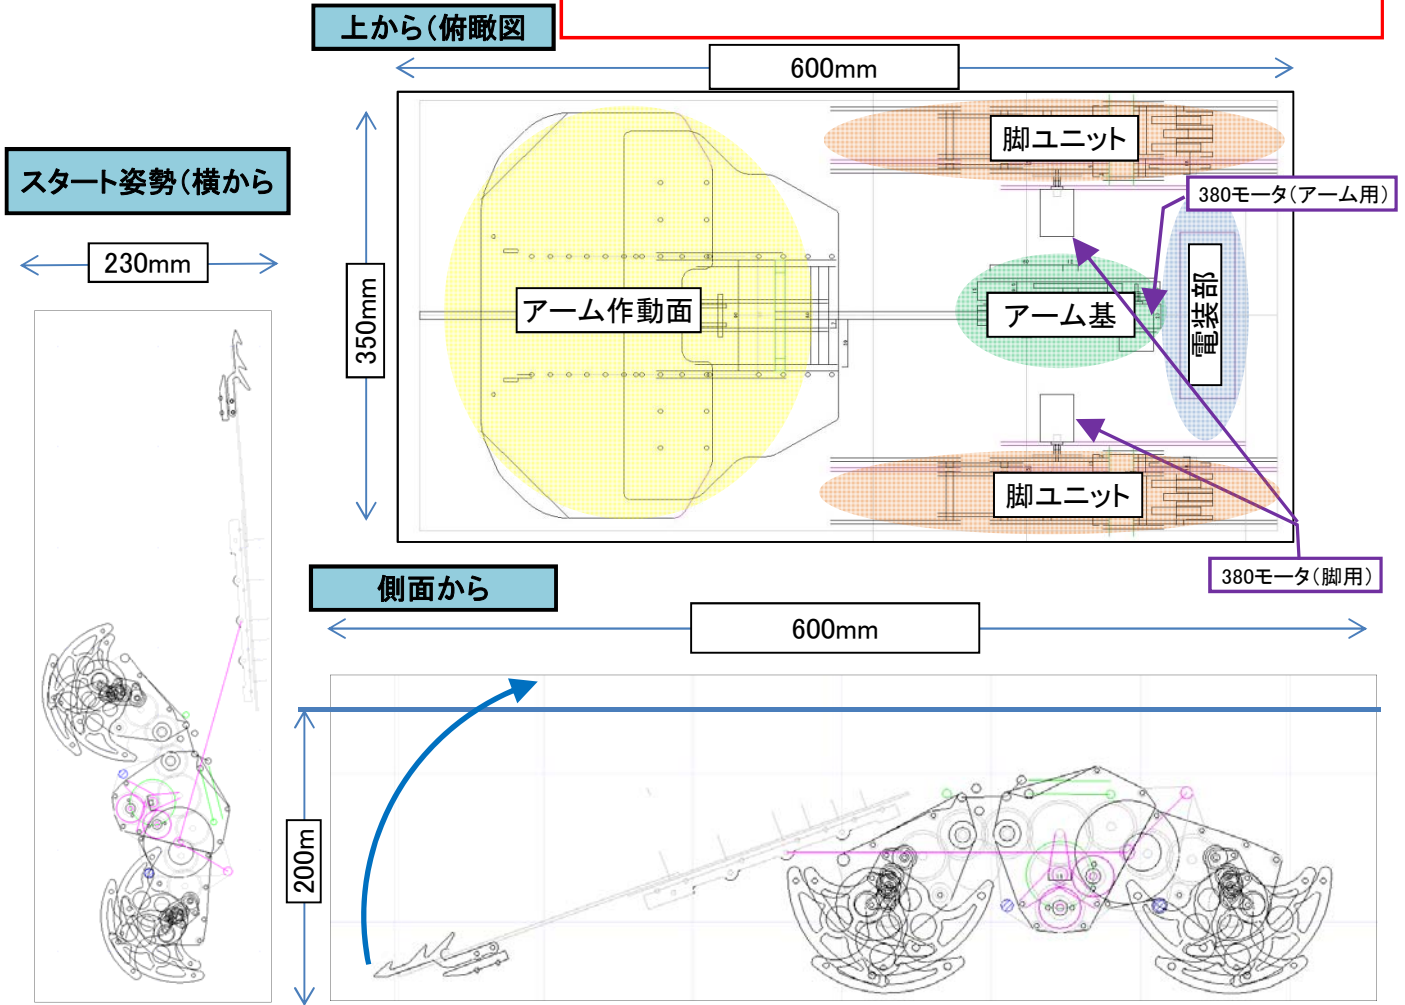 上から(俯瞰図
600mm
スタート姿勢(横から
脚ユニット
380モータ(アーム用)
230mm
350mm
アーム作動面
アーム基
電装部
脚ユニット
380モータ(脚用)
側面から
600mm
200m